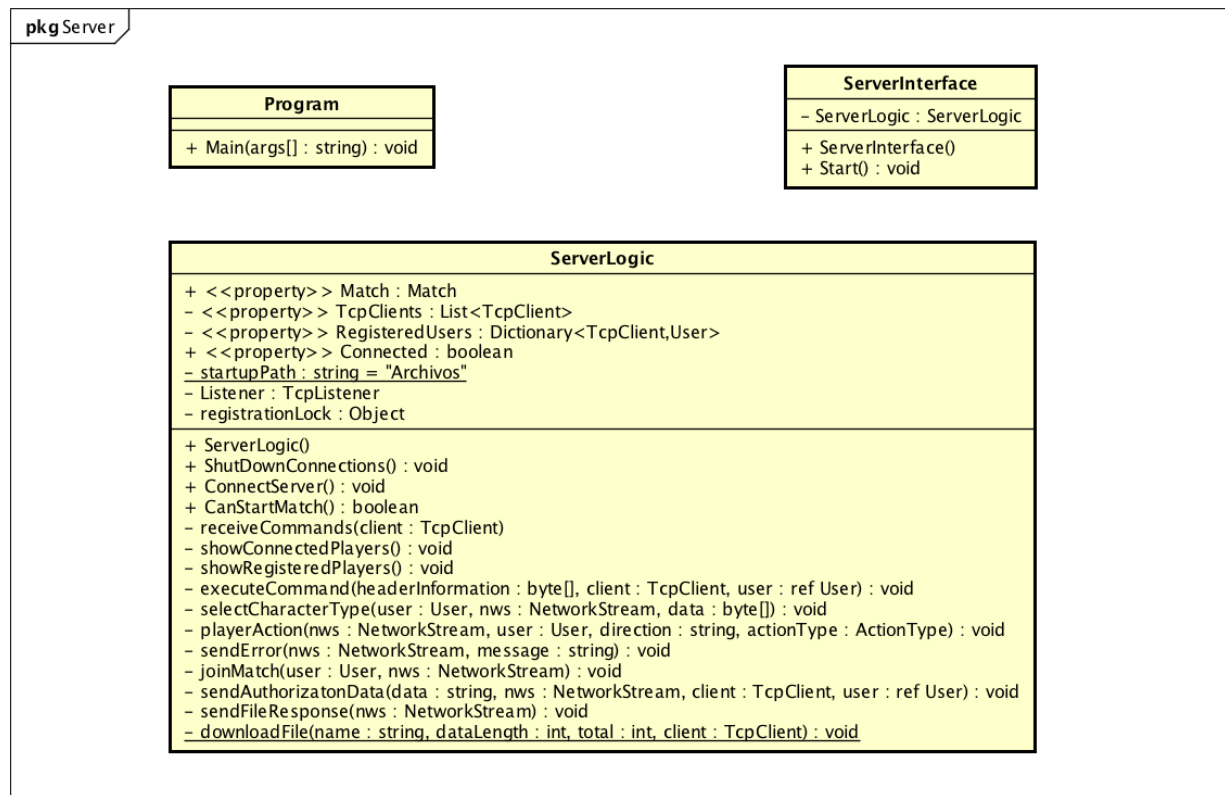 pkg Server
Program
+ Main(args[] : string) : void
ServerInterface
- ServerLogic : ServerLogic
+ ServerInterface()
+ Start() : void
ServerLogic
+ <<property>> Match : Match
- <<property>> TcpClients : List<TcpClient>
- <<property>> RegisteredUsers : Dictionary<TcpClient,User>
+ <<property>> Connected : boolean
- startupPath : string = "Archivos"
- Listener : TcpListener
- registrationLock : Object
+ ServerLogic()
+ ShutDownConnections() : void
+ ConnectServer() : void
+ CanStartMatch() : boolean
- receiveCommands(client : TcpClient)
- showConnectedPlayers() : void
- showRegisteredPlayers() : void
- executeCommand(headerInformation : byte[], client : TcpClient, user : ref User) : void
- selectCharacterType(user : User, nws : NetworkStream, data : byte[]) : void
- playerAction(nws : NetworkStream, user : User, direction : string, actionType : ActionType) : void
- sendError(nws : NetworkStream, message : string) : void
- joinMatch(user : User, nws : NetworkStream) : void
- sendAuthorizatonData(data : string, nws : NetworkStream, client : TcpClient, user : ref User) : void
- sendFileResponse(nws : NetworkStream) : void
- downloadFile(name : string, dataLength : int, total : int, client : TcpClient) : void